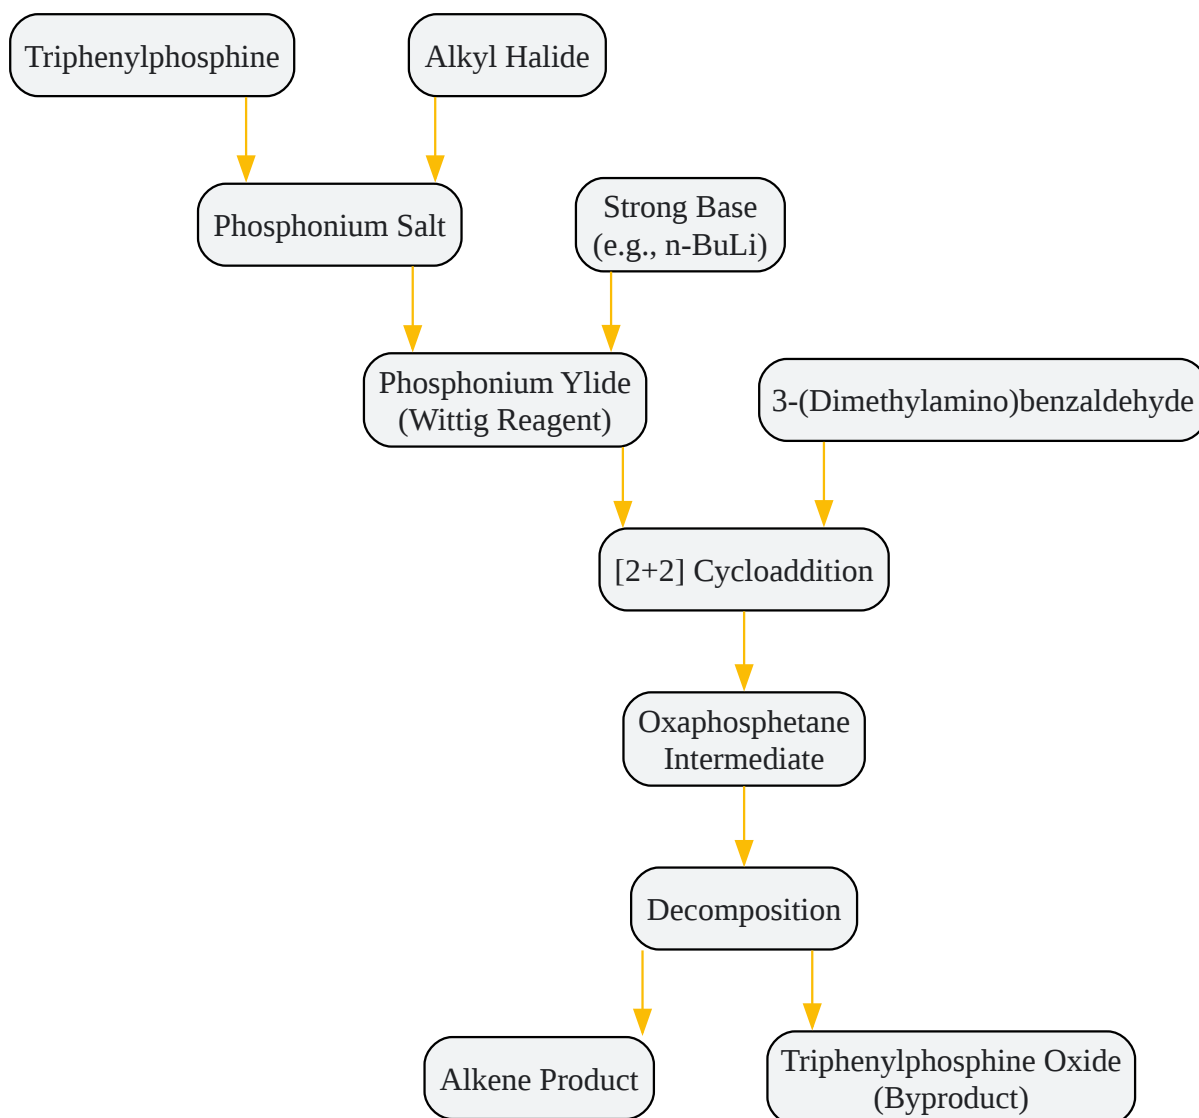 Triphenylphosphine
Alkyl Halide
Phosphonium Salt
Strong Base
(e.g., n-BuLi)
Phosphonium Ylide
(Wittig Reagent)
3-(Dimethylamino)benzaldehyde
[2+2] Cycloaddition
Oxaphosphetane
Intermediate
Decomposition
Alkene Product
Triphenylphosphine Oxide
(Byproduct)